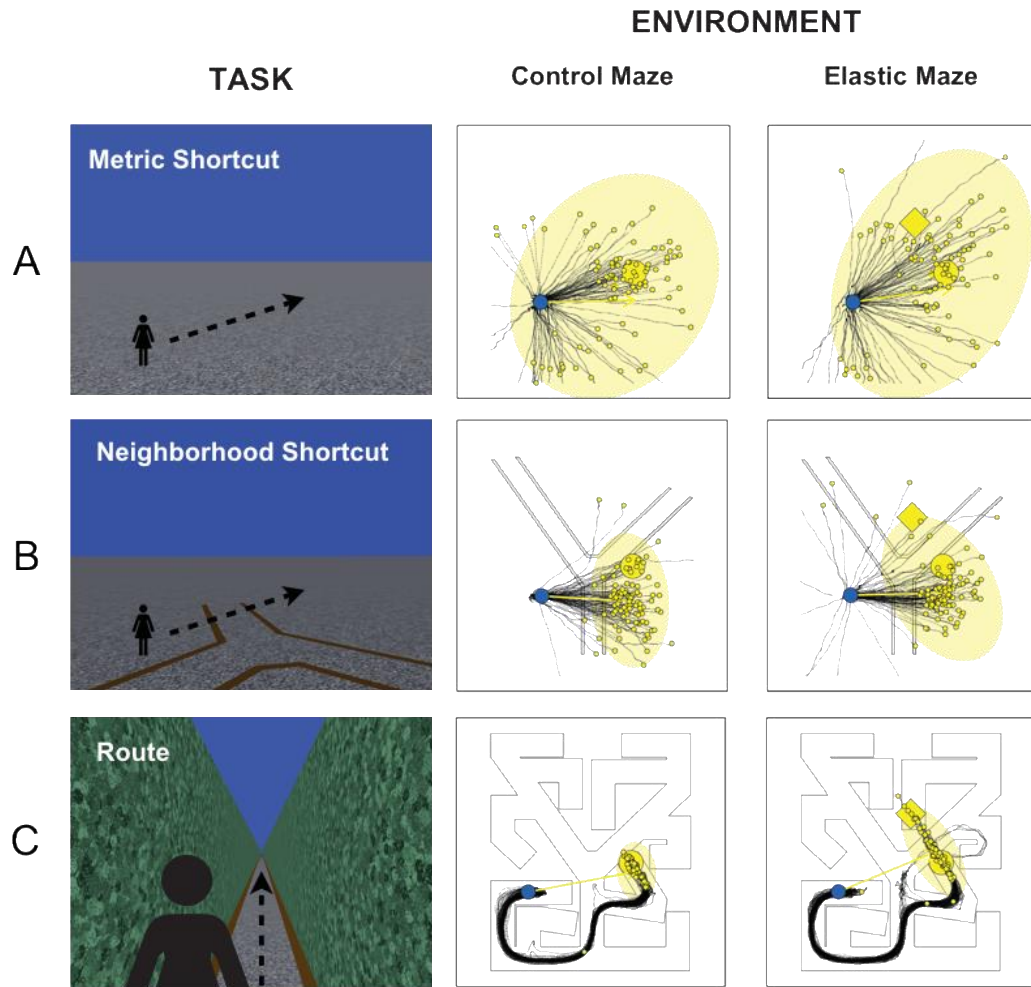 ENVIRONMENT
TASK
Control Maze
Elastic Maze
A
Metric Shortcut
B
Neighborhood Shortcut
C
Route